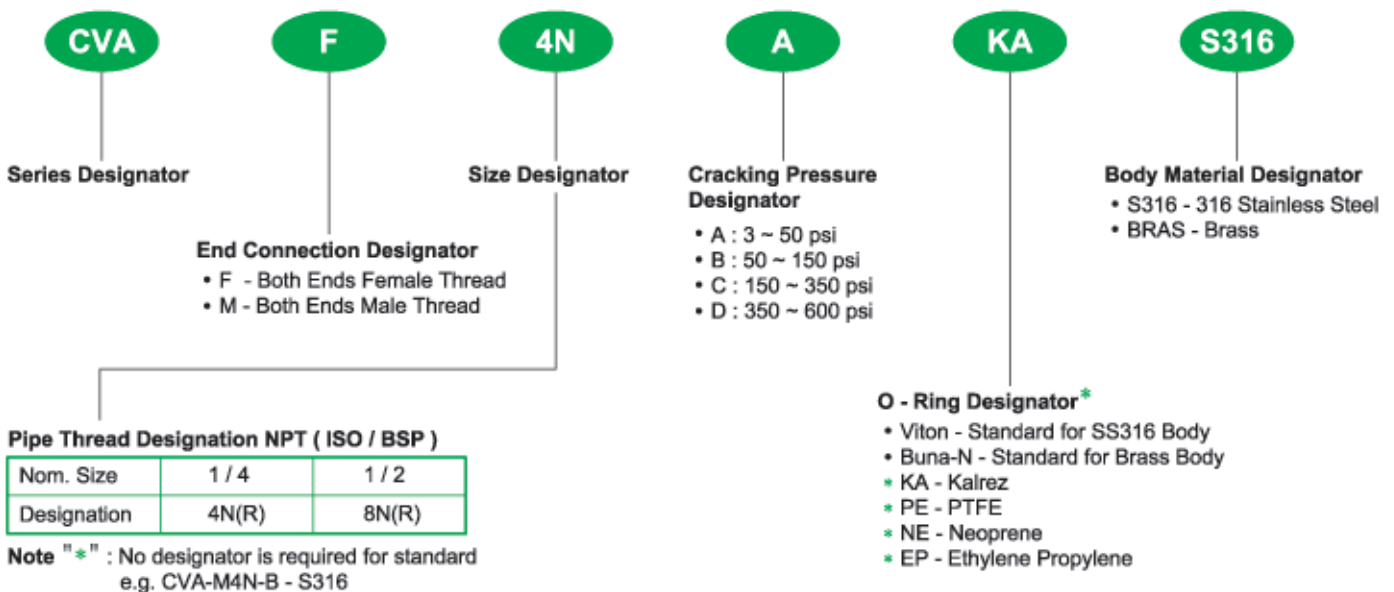 CVA F 4N A KA S316
Series Designator
Size Designator
Cracking Pressure
Designator
• A : 3 ~ 50 psi
• B : 50 ~ 150 psi
• C : 150 ~ 350 psi
• D : 350 ~ 600 psi
Body Material Designator
• S316 - 316 Stainless Steel
• BRAS - Brass
End Connection Designator
• F - Both Ends Female Thread
• M - Both Ends Male Thread
O - Ring Designator*
• Viton - Standard for SS316 Body
• Buna-N - Standard for Brass Body
* KA - Kalrez
* PE - PTFE
* NE - Neoprene
* EP - Ethylene Propylene
Pipe Thread Designation NPT ( ISO / BSP )
Nom. Size 1 / 4 1 / 2
Designation 4N(R) 8N(R)
Note "*" : No designator is required for standard
e.g. CVA-M4N-B - S316